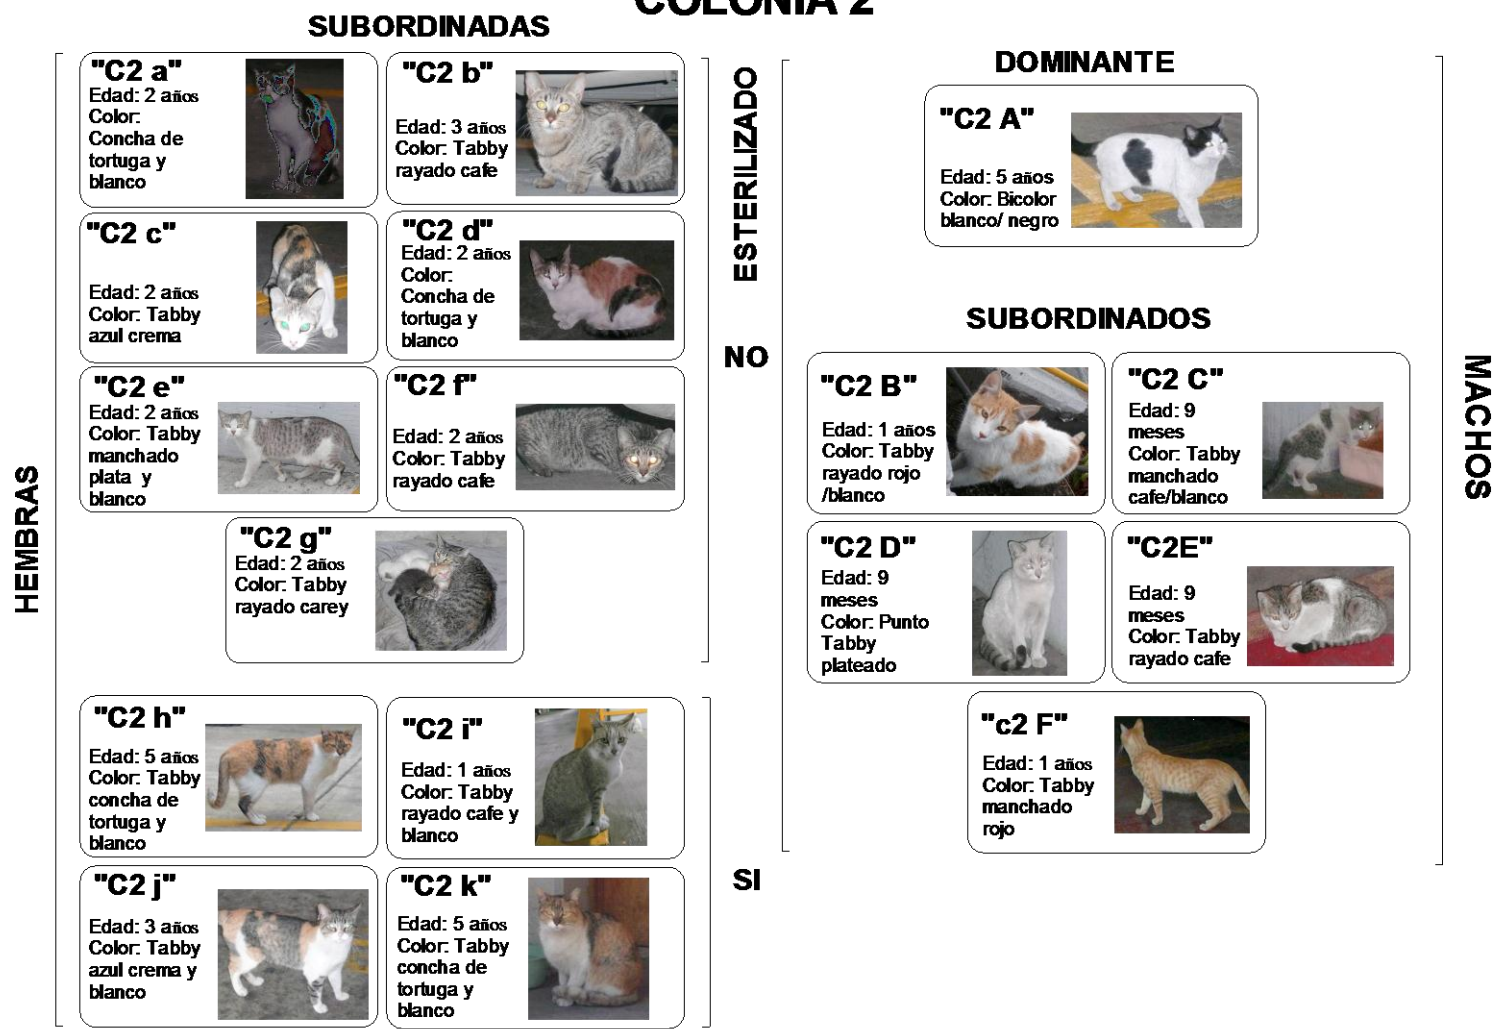 COLONIA 2
SUBORDINADAS
HEMBRAS
"C2 a"
Edad: 2 años
Color:
Concha de
tortuga y
blanco
"C2 b"
Edad: 3 años
Color: Tabby
rayado cafe
"C2 c"
Edad: 2 años
Color: Tabby
azul crema
"C2 d"
Edad: 2 años
Color:
Concha de
tortuga y
blanco
"C2 e"
Edad: 2 años
Color: Tabby
manchado
plata y
blanco
"C2 f"
Edad: 2 años
Color: Tabby
rayado cafe
"C2 g"
Edad: 2 años
Color: Tabby
rayado carey
"C2 h"
Edad: 5 años
Color: Tabby
concha de
tortuga y
blanco
"C2 i"
Edad: 1 años
Color: Tabby
rayado cafe y
blanco
"C2 j"
Edad: 3 años
Color: Tabby
azul crema y
blanco
"C2 k"
Edad: 5 años
Color: Tabby
concha de
tortuga y
blanco
ESTERILIZADO
NO
SI
DOMINANTE
"C2 A"
Edad: 5 años
Color: Bicolor
blanco/ negro
SUBORDINADOS
"C2 B"
Edad: 1 años
Color: Tabby
rayado rojo
/blanco
"C2 C"
Edad: 9
meses
Color: Tabby
manchado
cafe/blanco
"C2 D"
Edad: 9
meses
Color: Punto
Tabby
plateado
"C2E"
Edad: 9
meses
Color: Tabby
rayado cafe
"c2 F"
Edad: 1 años
Color: Tabby
manchado
rojo
MACHOS